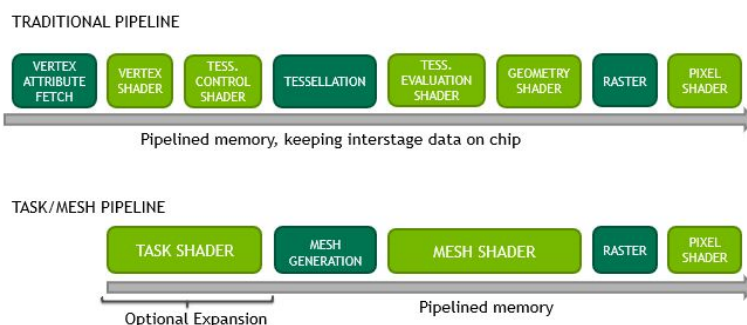 TRADITIONAL PIPELINE
VERTEX
ATTRIBUTE
FETCH
VERTEX
SHADER
TESS.
CONTROL
SHADER
TESSELLATION
TESS.
EVALUATION
SHADER
GEOMETRY
SHADER
RASTER
PIXEL
SHADER
Pipelined memory, keeping interstage data on chip
TASK/MESH PIPELINE
TASK SHADER
MESH
GENERATION
MESH SHADER
RASTER
PIXEL
SHADER
Optional Expansion
Pipelined memory